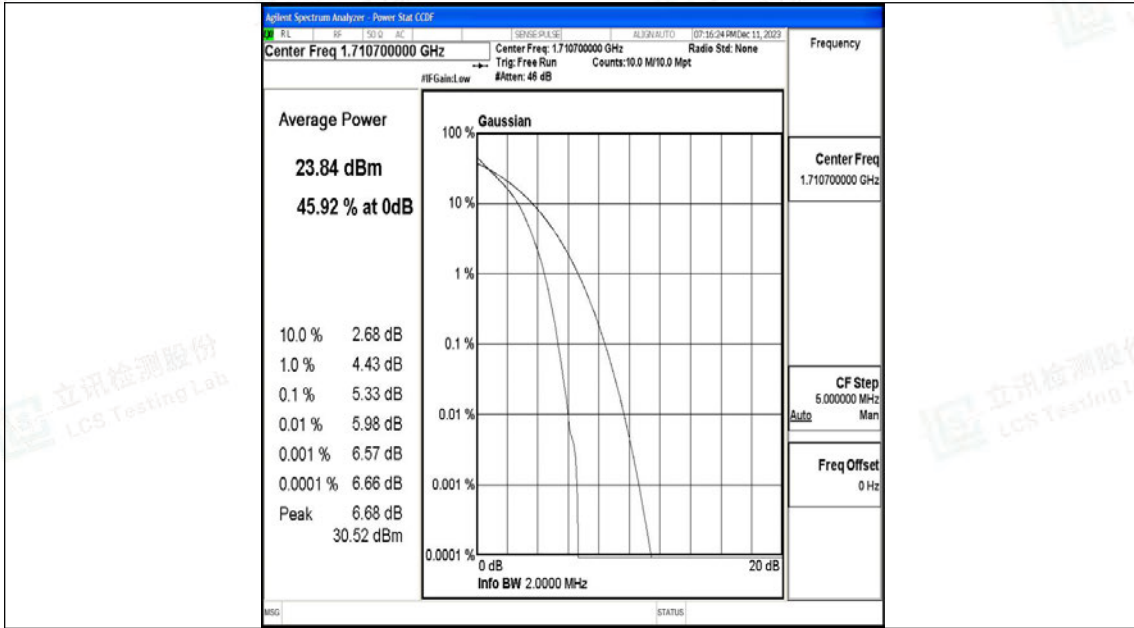 Agilent Spectrum Analyzer - Power Stat CCDF
RL RF 50 Ω AC SENSE:PULSE ALIGN AUTO 07:16:24 PM Dec 11, 2023
Center Freq 1.710700000 GHz
Center Freq: 1.710700000 GHz Radio Std: None
Trig: Free Run Counts:10.0 M/10.0 Mpt
#IFGain:Low #Atten: 46 dB
Frequency
Average Power
23.84 dBm
45.92 % at 0dB
10.0 % 2.68 dB
1.0 % 4.43 dB
0.1 % 5.33 dB
0.01 % 5.98 dB
0.001 % 6.57 dB
0.0001 % 6.66 dB
Peak 6.68 dB
30.52 dBm
Gaussian
100 %
10 %
1 %
0.1 %
0.01 %
0.001 %
0.0001 %
0 dB 20 dB
Info BW 2.0000 MHz
Center Freq
1.710700000 GHz
CF Step
5.000000 MHz
Auto Man
Freq Offset
0 Hz
MSG STATUS
立讯检测股份
LCS Testing Lab
立讯检测股份
LCS Testing L